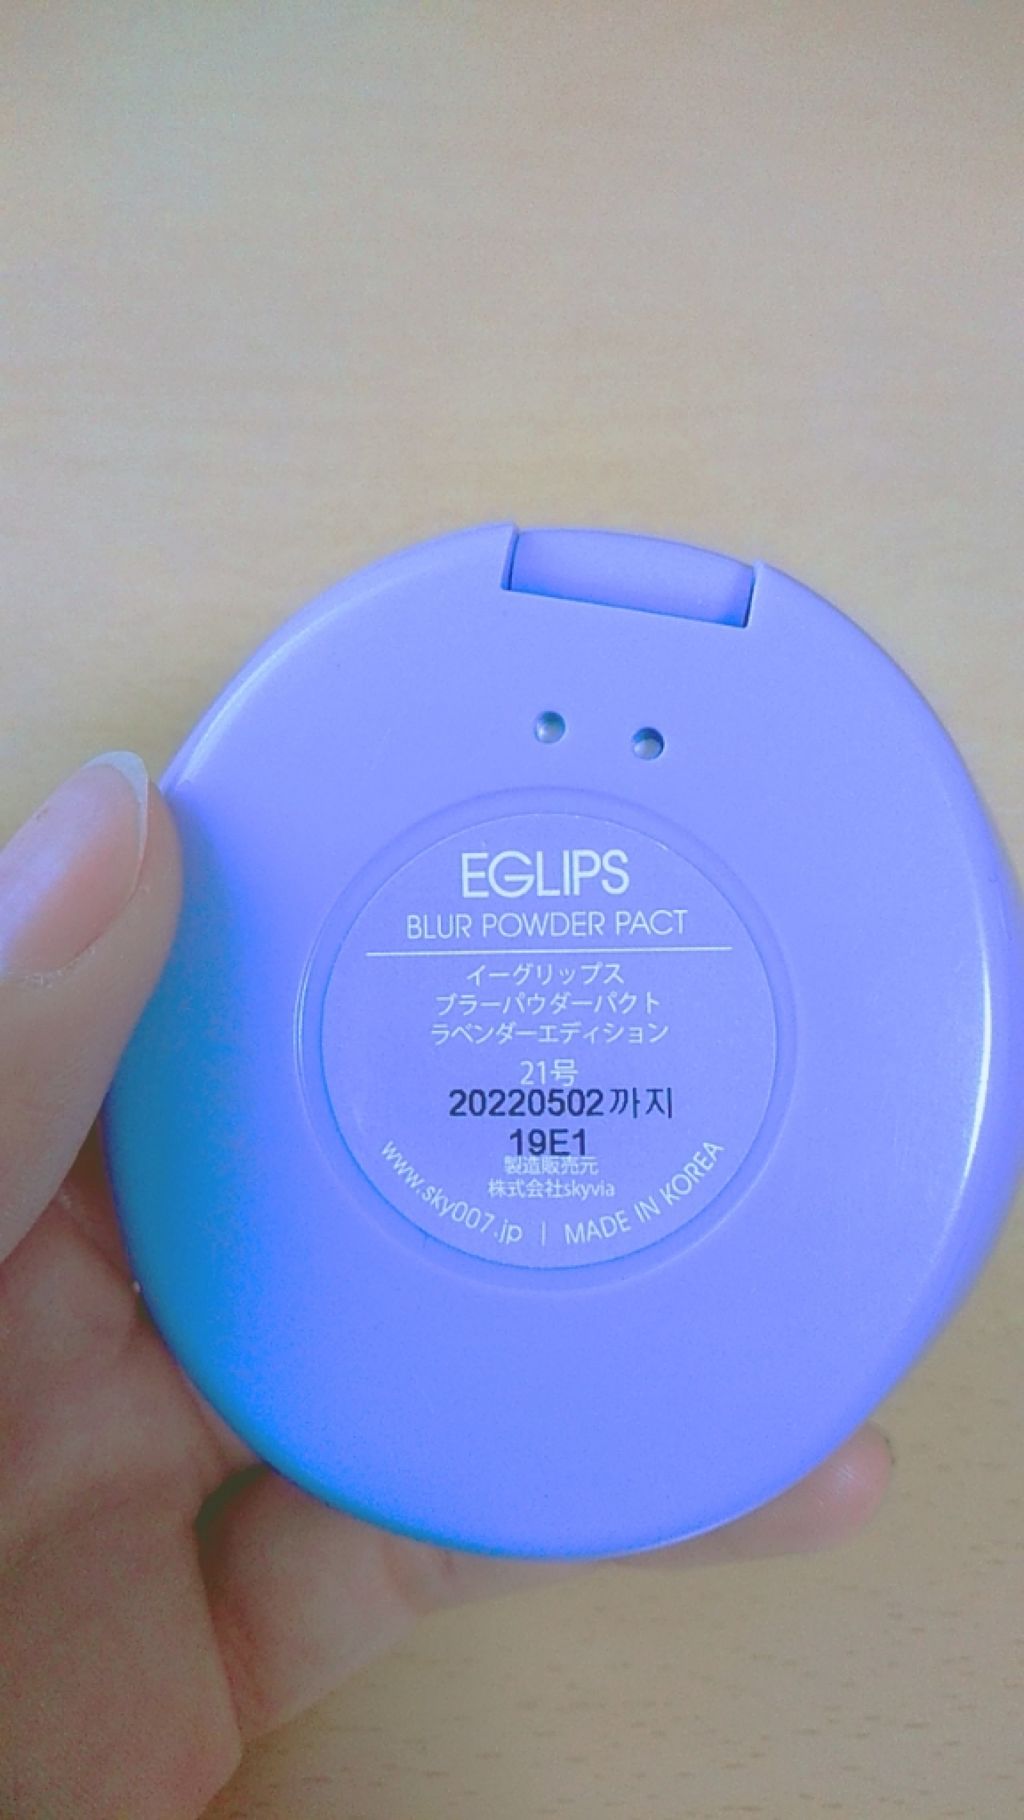 EGLIPS
BLUR POWDER PACT
イーグリップス
ブラーパウダーパクト
ラベンダーエディション
21号
20220502까지
19E1
製造販売元
株式会社skyvia
www.sky007.jp | MADE IN KOREA